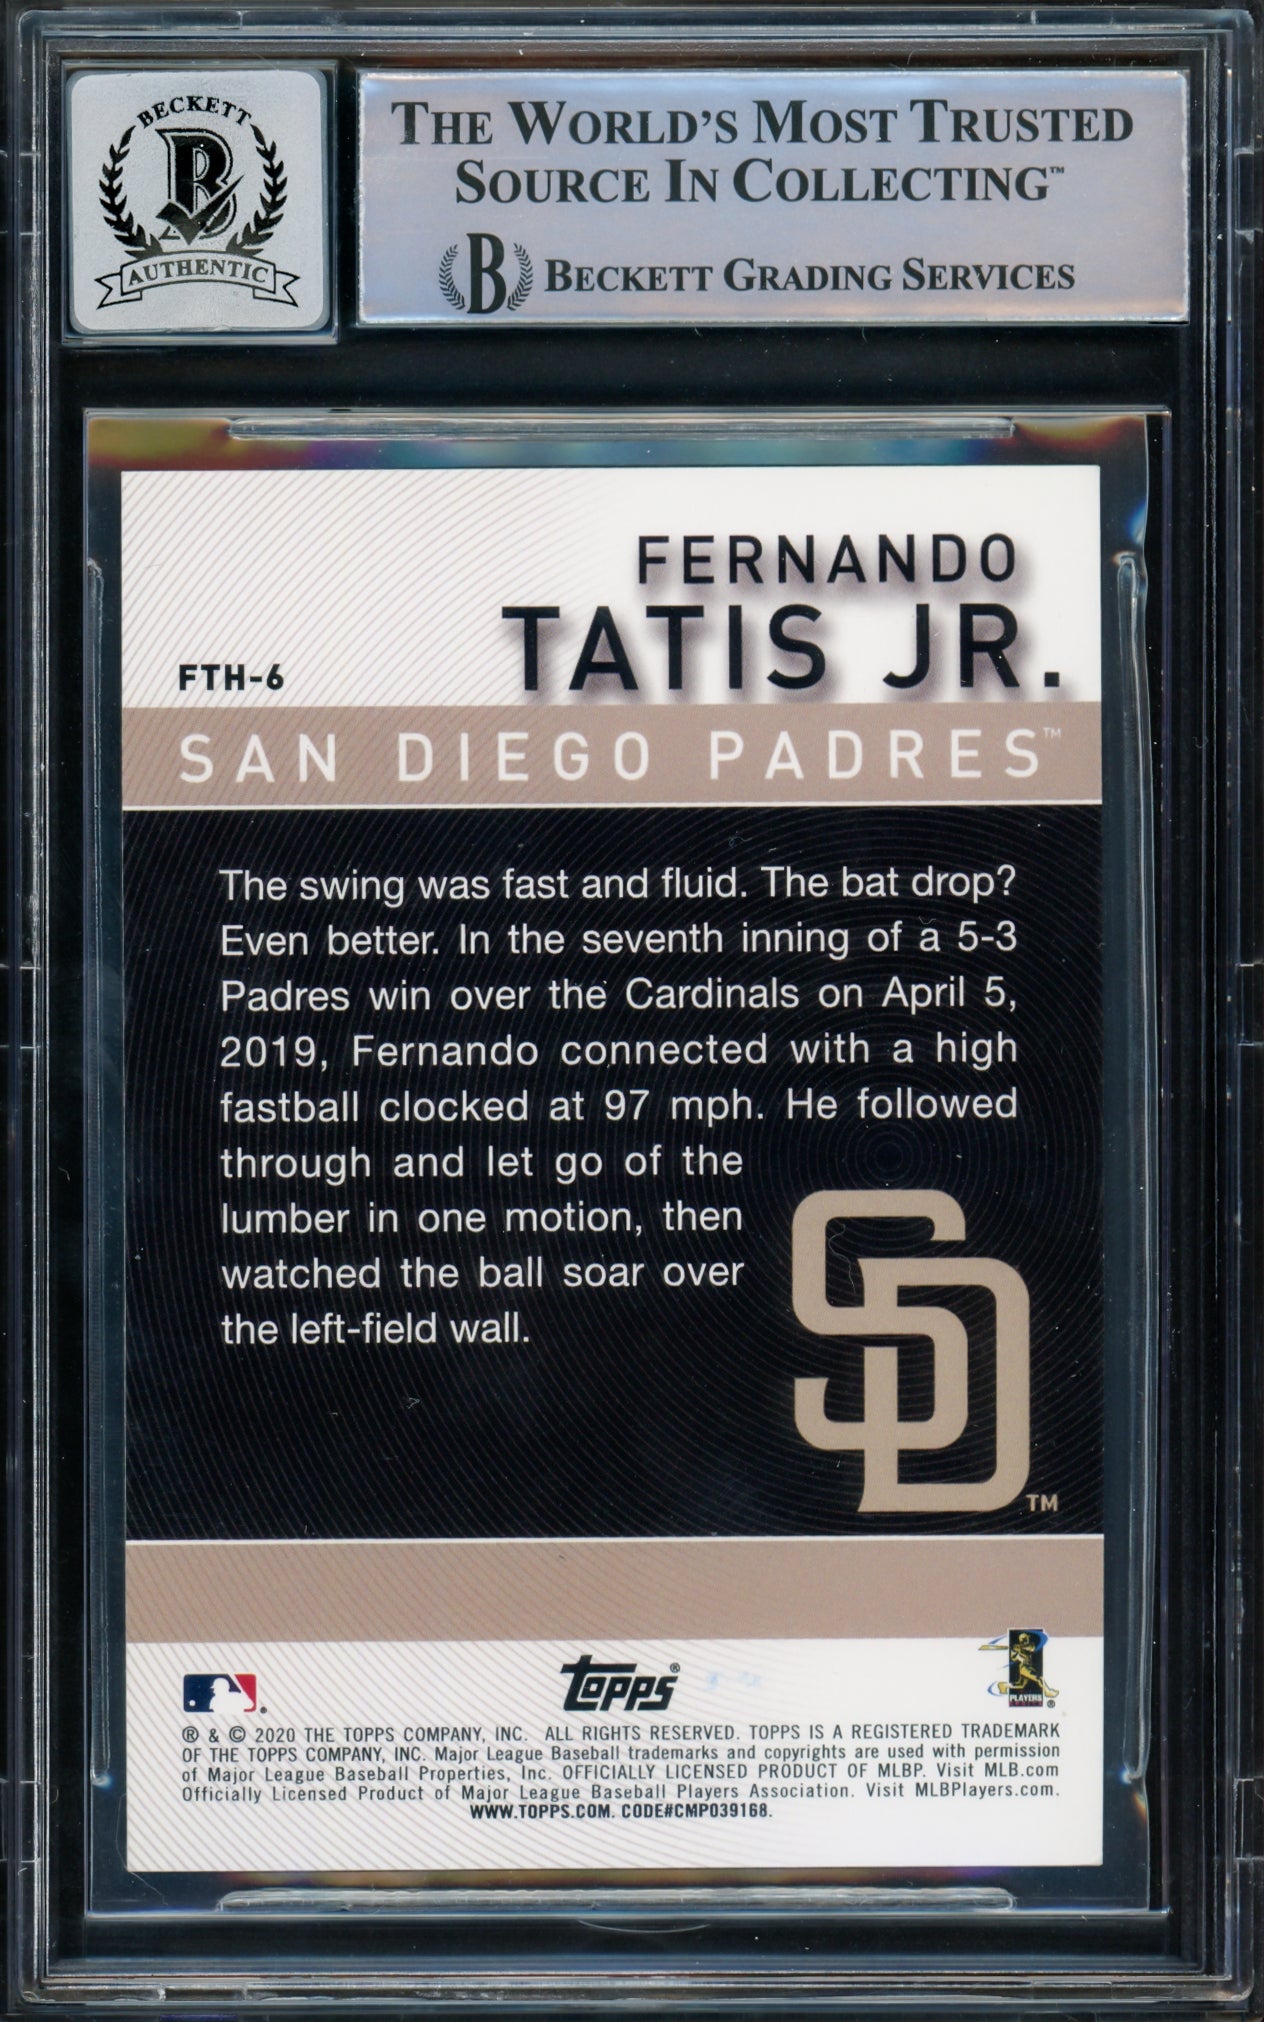 BECKETT
B
AUTHENTIC
THE WORLD'S MOST TRUSTED
SOURCE IN COLLECTING™
B BECKETT GRADING SERVICES
FERNANDO
TATIS JR.
FTH-6
SAN DIEGO PADRES™
The swing was fast and fluid. The bat drop?
Even better. In the seventh inning of a 5-3
Padres win over the Cardinals on April 5,
2019, Fernando connected with a high
fastball clocked at 97 mph. He followed
through and let go of the
lumber in one motion, then
watched the ball soar over
the left-field wall.
SD™
topps®
PLAYERS
® & © 2020 THE TOPPS COMPANY, INC. ALL RIGHTS RESERVED. TOPPS IS A REGISTERED TRADEMARK
OF THE TOPPS COMPANY, INC. Major League Baseball trademarks and copyrights are used with permission
of Major League Baseball Properties, Inc. OFFICIALLY LICENSED PRODUCT OF MLBP. Visit MLB.com
Officially Licensed Product of Major League Baseball Players Association. Visit MLBPlayers.com.
WWW.TOPPS.COM. CODE#CMP039168.